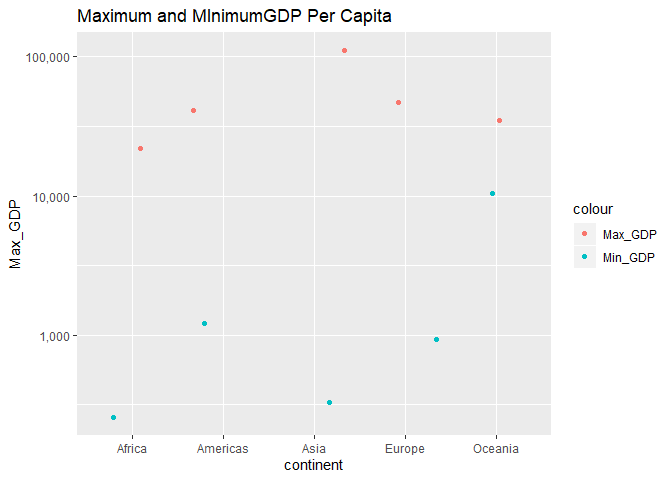 Maximum and MInimumGDP Per Capita
100,000
10,000
1,000
Max_GDP
Africa Americas Asia Europe Oceania
continent
colour
Max_GDP
Min_GDP